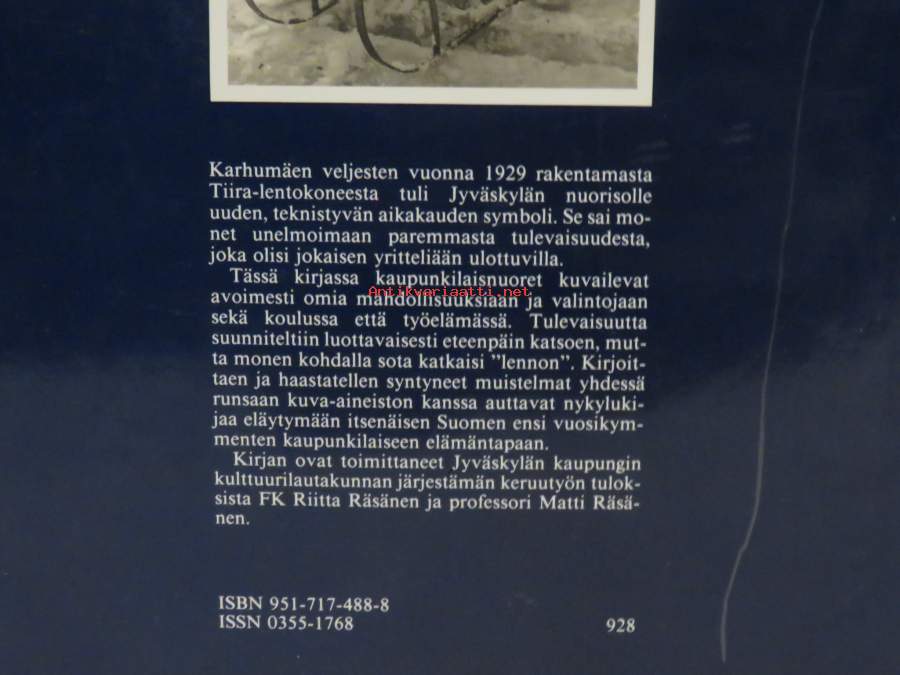 Karhumäen veljesten vuonna 1929 rakentamasta
Tiira-lentokoneesta tuli Jyväskylän nuorisolle
uuden, teknistyvän aikakauden symboli. Se sai mo-
net unelmoimaan paremmasta tulevaisuudesta,
joka olisi jokaisen yritteliään ulottuvilla.
Tässä kirjassa kaupunkilaisnuoret kuvailevat
Antikvariaatti.net
avoimesti omia mahdollisuuksiaan ja valintojaan
sekä koulussa että työelämässä. Tulevaisuutta
suunniteltiin luottavaisesti eteenpäin katsoen, mut-
ta monen kohdalla sota katkaisi ”lennon”. Kirjoit-
taen ja haastatellen syntyneet muistelmat yhdessä
runsaan kuva-aineiston kanssa auttavat nykyluki-
jaa eläytymään itsenäisen Suomen ensi vuosikym-
menten kaupunkilaiseen elämäntapaan.
Kirjan ovat toimittaneet Jyväskylän kaupungin
kulttuurilautakunnan järjestämän keruutyön tulok-
sista FK Riitta Räsänen ja professori Matti Räsä-
nen.
ISBN 951-717-488-8
ISSN 0355-1768 928